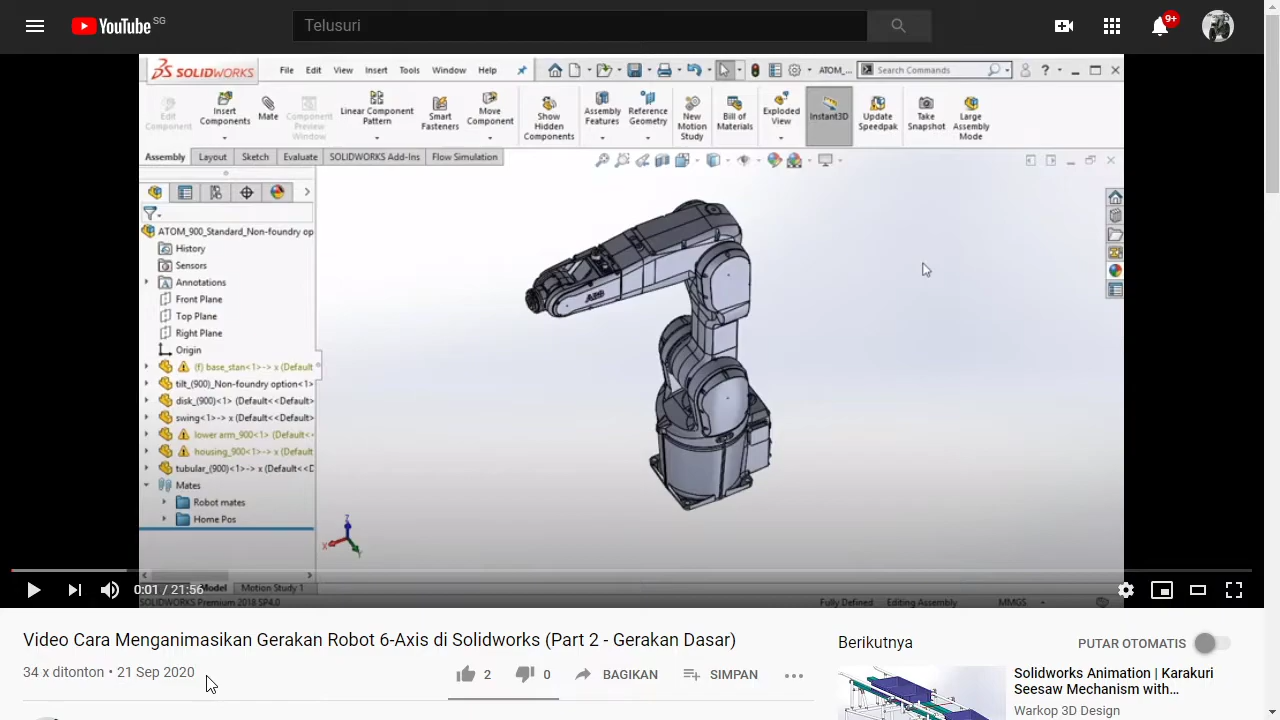 YouTube SG
Telusuri
9+
SOLIDWORKS File Edit View Insert Tools Window Help ATOM_... Search Commands
Edit Component
Insert Components
Mate
Component Preview Window
Linear Component Pattern
Smart Fasteners
Move Component
Show Hidden Components
Assembly Features
Reference Geometry
New Motion Study
Bill of Materials
Exploded View
Instant3D
Update Speedpak
Take Snapshot
Large Assembly Mode
Assembly Layout Sketch Evaluate SOLIDWORKS Add-Ins Flow Simulation
ATOM_900_Standard_Non-foundry op
History
Sensors
Annotations
Front Plane
Top Plane
Right Plane
Origin
(f) base_stan<1>-> x (Default
tilt_(900)_Non-foundry option<1>
disk_(900)<1> (Default<<Default>
swing<1>-> x (Default<<Default>
lower arm_900<1> (Default<<
housing_900<1>-> x (Default
tubular_(900)<1>-> x (Default<<D
Mates
Robot mates
Home Pos
ABB
Z
X
Y
Model Motion Study 1
0:01 / 21:56
SOLIDWORKS Premium 2018 SP4.0 Fully Defined Editing Assembly MMGS
Video Cara Menganimasikan Gerakan Robot 6-Axis di Solidworks (Part 2 - Gerakan Dasar)
34 x ditonton • 21 Sep 2020
2 0 BAGIKAN SIMPAN
Berikutnya PUTAR OTOMATIS
Solidworks Animation | Karakuri
Seesaw Mechanism with...
Warkop 3D Design